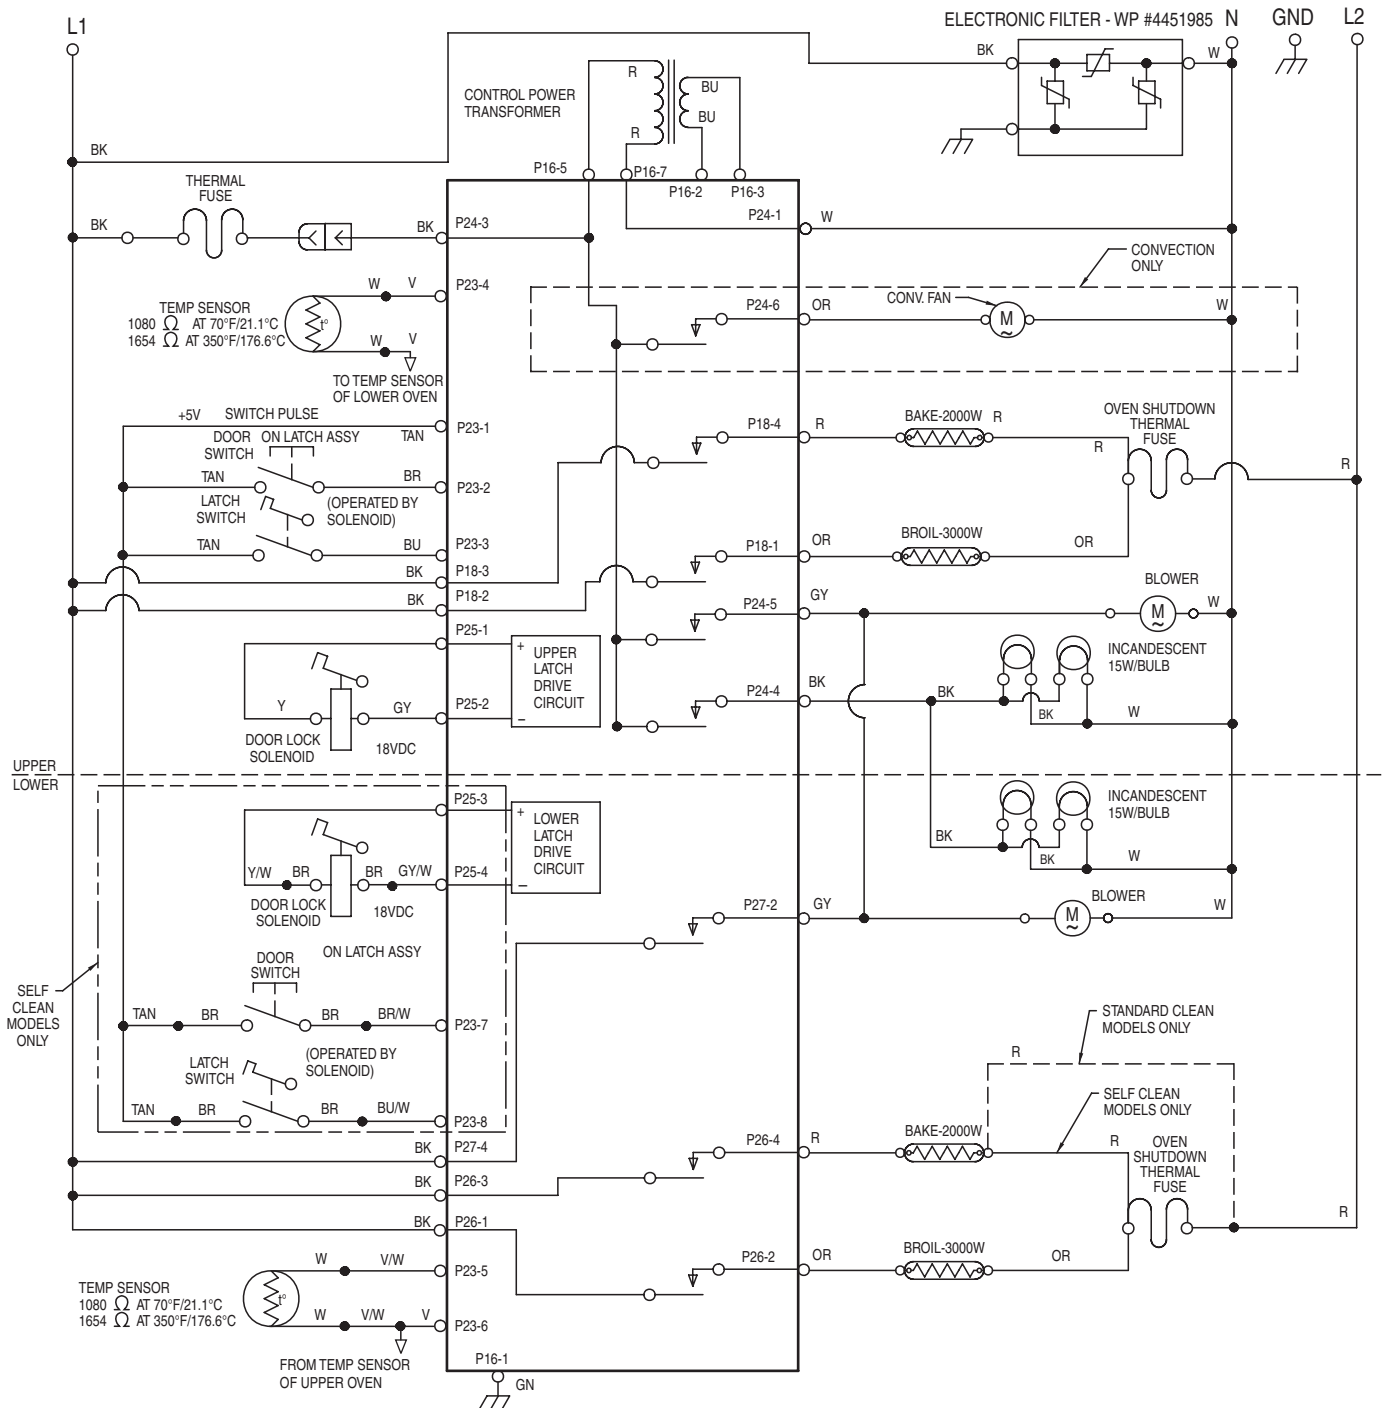 L1
ELECTRONIC FILTER - WP #4451985
N
GND
L2
BK
W
CONTROL POWER
TRANSFORMER
R
R
BU
BU
BK
P16-5
P16-7
P16-2
P16-3
THERMAL
FUSE
BK
BK
P24-3
P24-1
W
CONVECTION
ONLY
W
V
P23-4
TEMP SENSOR
1080 Ω AT 70°F/21.1°C
1654 Ω AT 350°F/176.6°C
t°
W
V
TO TEMP SENSOR
OF LOWER OVEN
P24-6
OR
CONV. FAN
M
~
W
+5V
SWITCH PULSE
TAN
P23-1
DOOR
SWITCH
ON LATCH ASSY
TAN
BR
P23-2
LATCH
SWITCH
(OPERATED BY
SOLENOID)
TAN
BU
P23-3
BK
P18-3
BK
P18-2
P18-4
R
BAKE-2000W
R
R
OVEN SHUTDOWN
THERMAL
FUSE
R
P18-1
OR
BROIL-3000W
OR
P24-5
GY
BLOWER
M
~
W
P25-1
+
UPPER
LATCH
DRIVE
CIRCUIT
–
Y
GY
P25-2
DOOR LOCK
SOLENOID
18VDC
P24-4
BK
BK
BK
W
INCANDESCENT
15W/BULB
UPPER
LOWER
P25-3
+
LOWER
LATCH
DRIVE
CIRCUIT
–
Y/W
BR
BR
GY/W
P25-4
DOOR LOCK
SOLENOID
18VDC
BK
BK
W
INCANDESCENT
15W/BULB
P27-2
GY
BLOWER
M
~
W
ON LATCH ASSY
DOOR
SWITCH
SELF
CLEAN
MODELS
ONLY
TAN
BR
BR
BR/W
P23-7
LATCH
SWITCH
(OPERATED BY
SOLENOID)
TAN
BR
BR
BU/W
P23-8
BK
P27-4
BK
P26-3
BK
P26-1
STANDARD CLEAN
MODELS ONLY
R
SELF CLEAN
MODELS ONLY
P26-4
R
BAKE-2000W
R
OVEN
SHUTDOWN
THERMAL
FUSE
R
P26-2
OR
BROIL-3000W
OR
W
V/W
P23-5
TEMP SENSOR
1080 Ω AT 70°F/21.1°C
1654 Ω AT 350°F/176.6°C
t°
W
V/W
V
P23-6
FROM TEMP SENSOR
OF UPPER OVEN
P16-1
GN